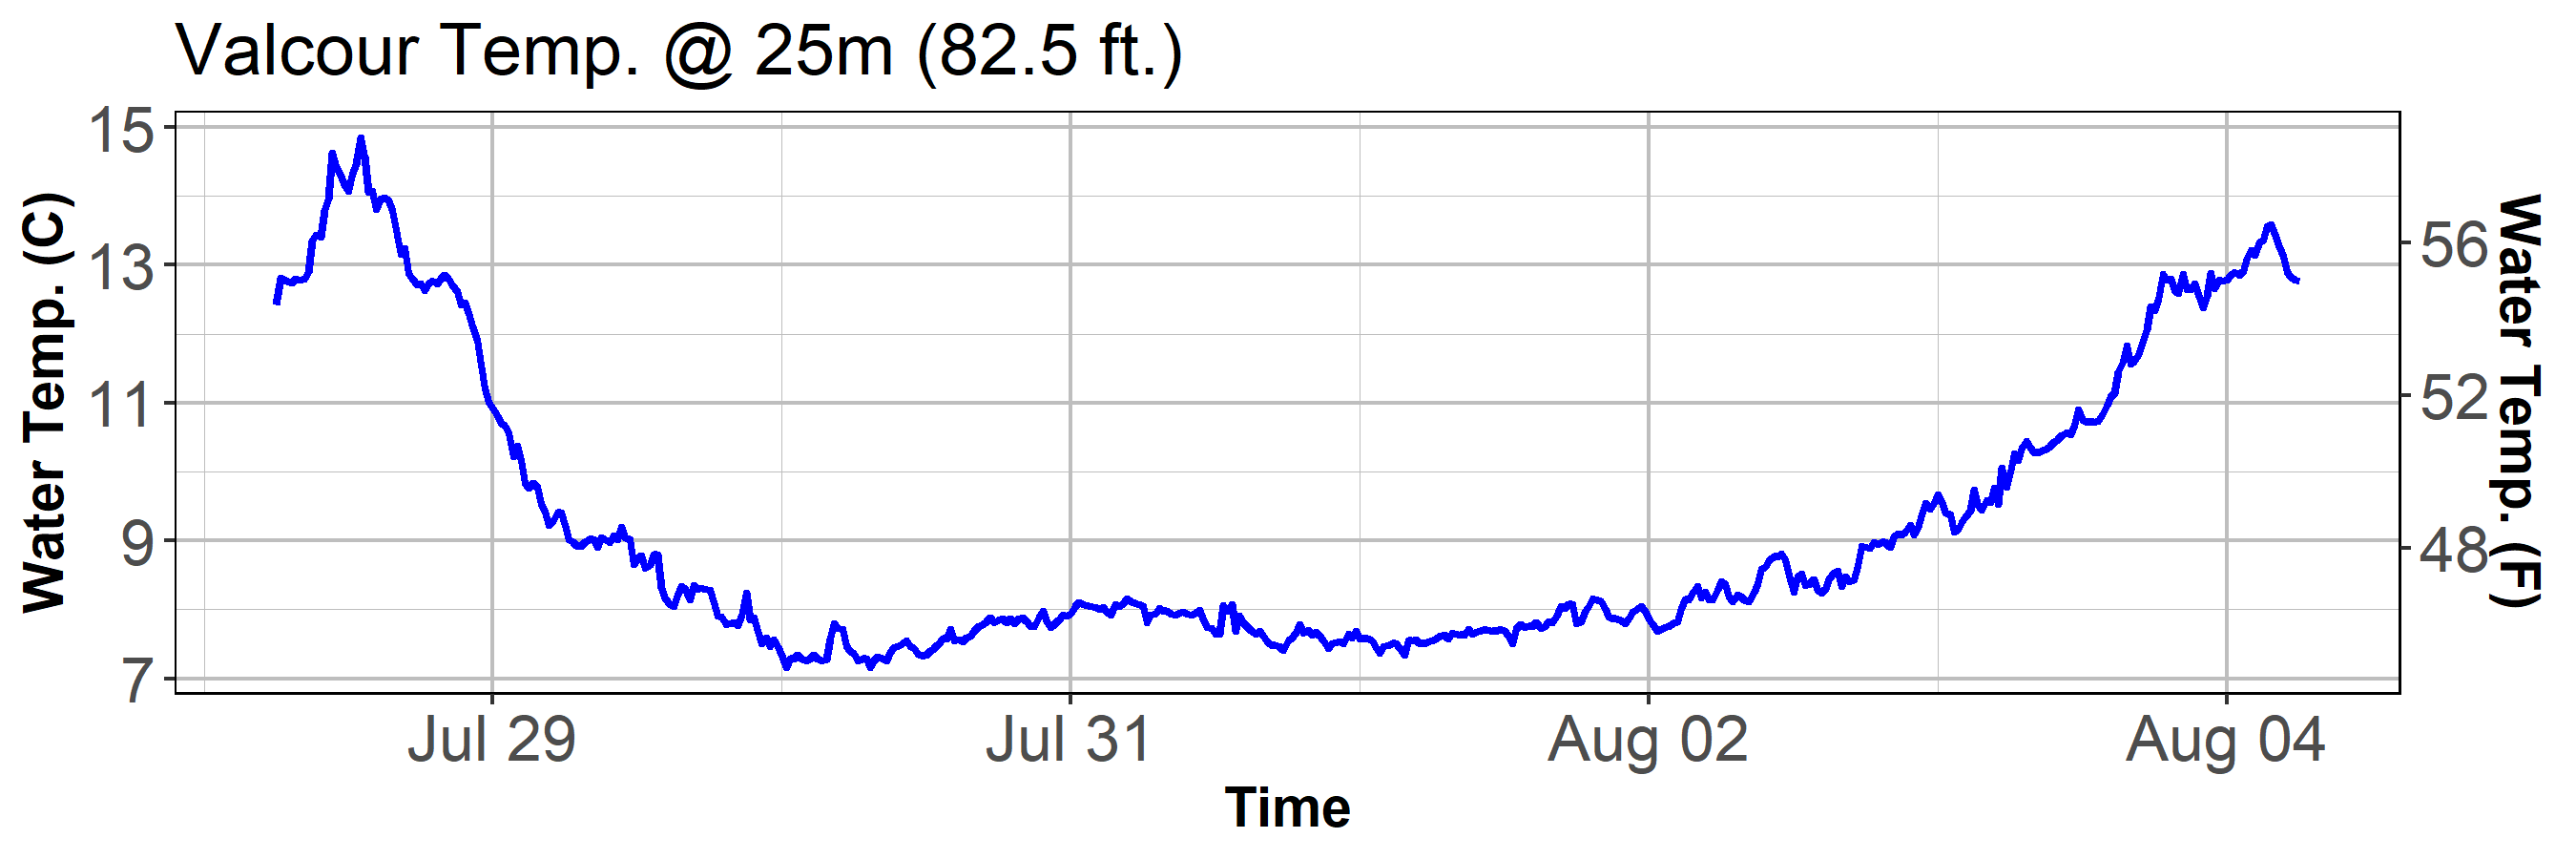 Valcour Temp. @ 25m (82.5 ft.)
Water Temp. (C)
15
13
11
9
7
56
52
48
Water Temp. (F)
Jul 29
Jul 31
Aug 02
Aug 04
Time